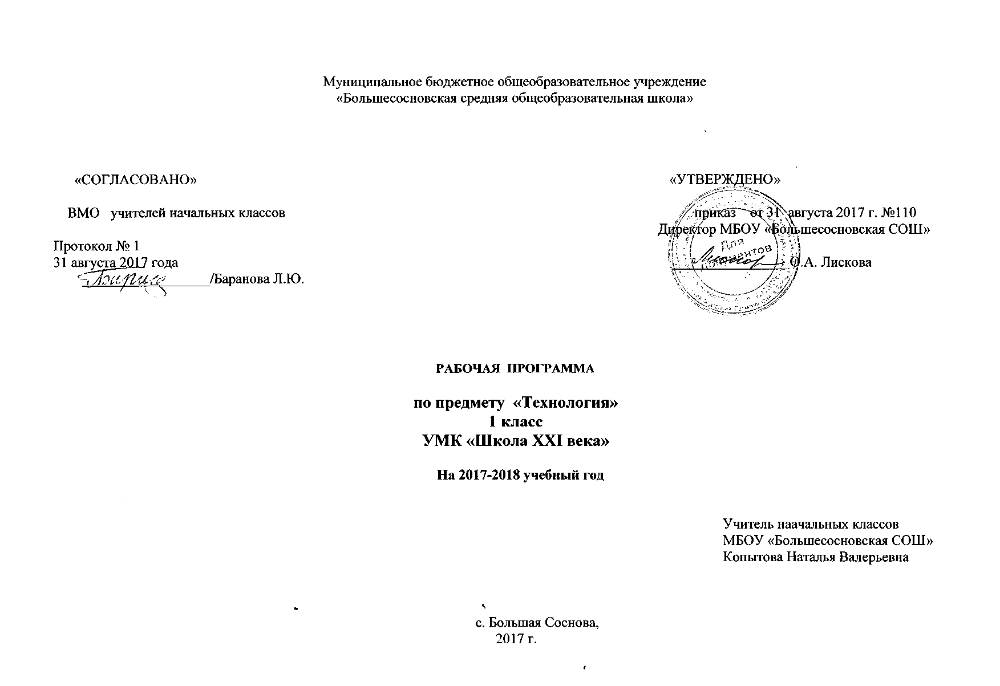 Муниципальное бюджетное общеобразовательное учреждение
«Большесосновская средняя общеобразовательная школа»
«СОГЛАСОВАНО»
ВМО учителей начальных классов
Протокол № 1
31 августа 2017 года
/Баранова Л.Ю.
«УТВЕРЖДЕНО»
приказ от 31 августа 2017 г. №110
Директор МБОУ «Большесосновская СОШ»
Для
документов
О.А. Лискова
РАБОЧАЯ ПРОГРАММА
по предмету «Технология»
1 класс
УМК «Школа XXI века»
На 2017-2018 учебный год
Учитель наачальных классов
МБОУ «Большесосновская СОШ»
Копытова Наталья Валерьевна
с. Большая Соснова,
2017 г.